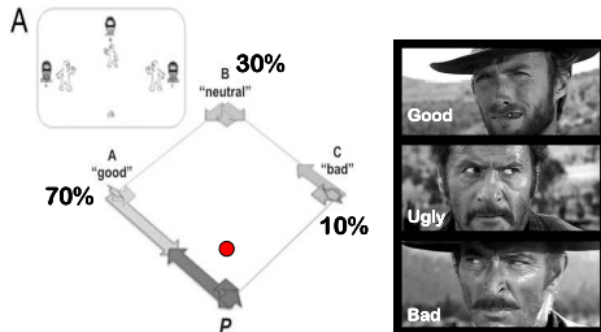 A
30%
B
“neutral”
A
“good”
C
“bad”
70%
10%
P
Good
Ugly
Bad